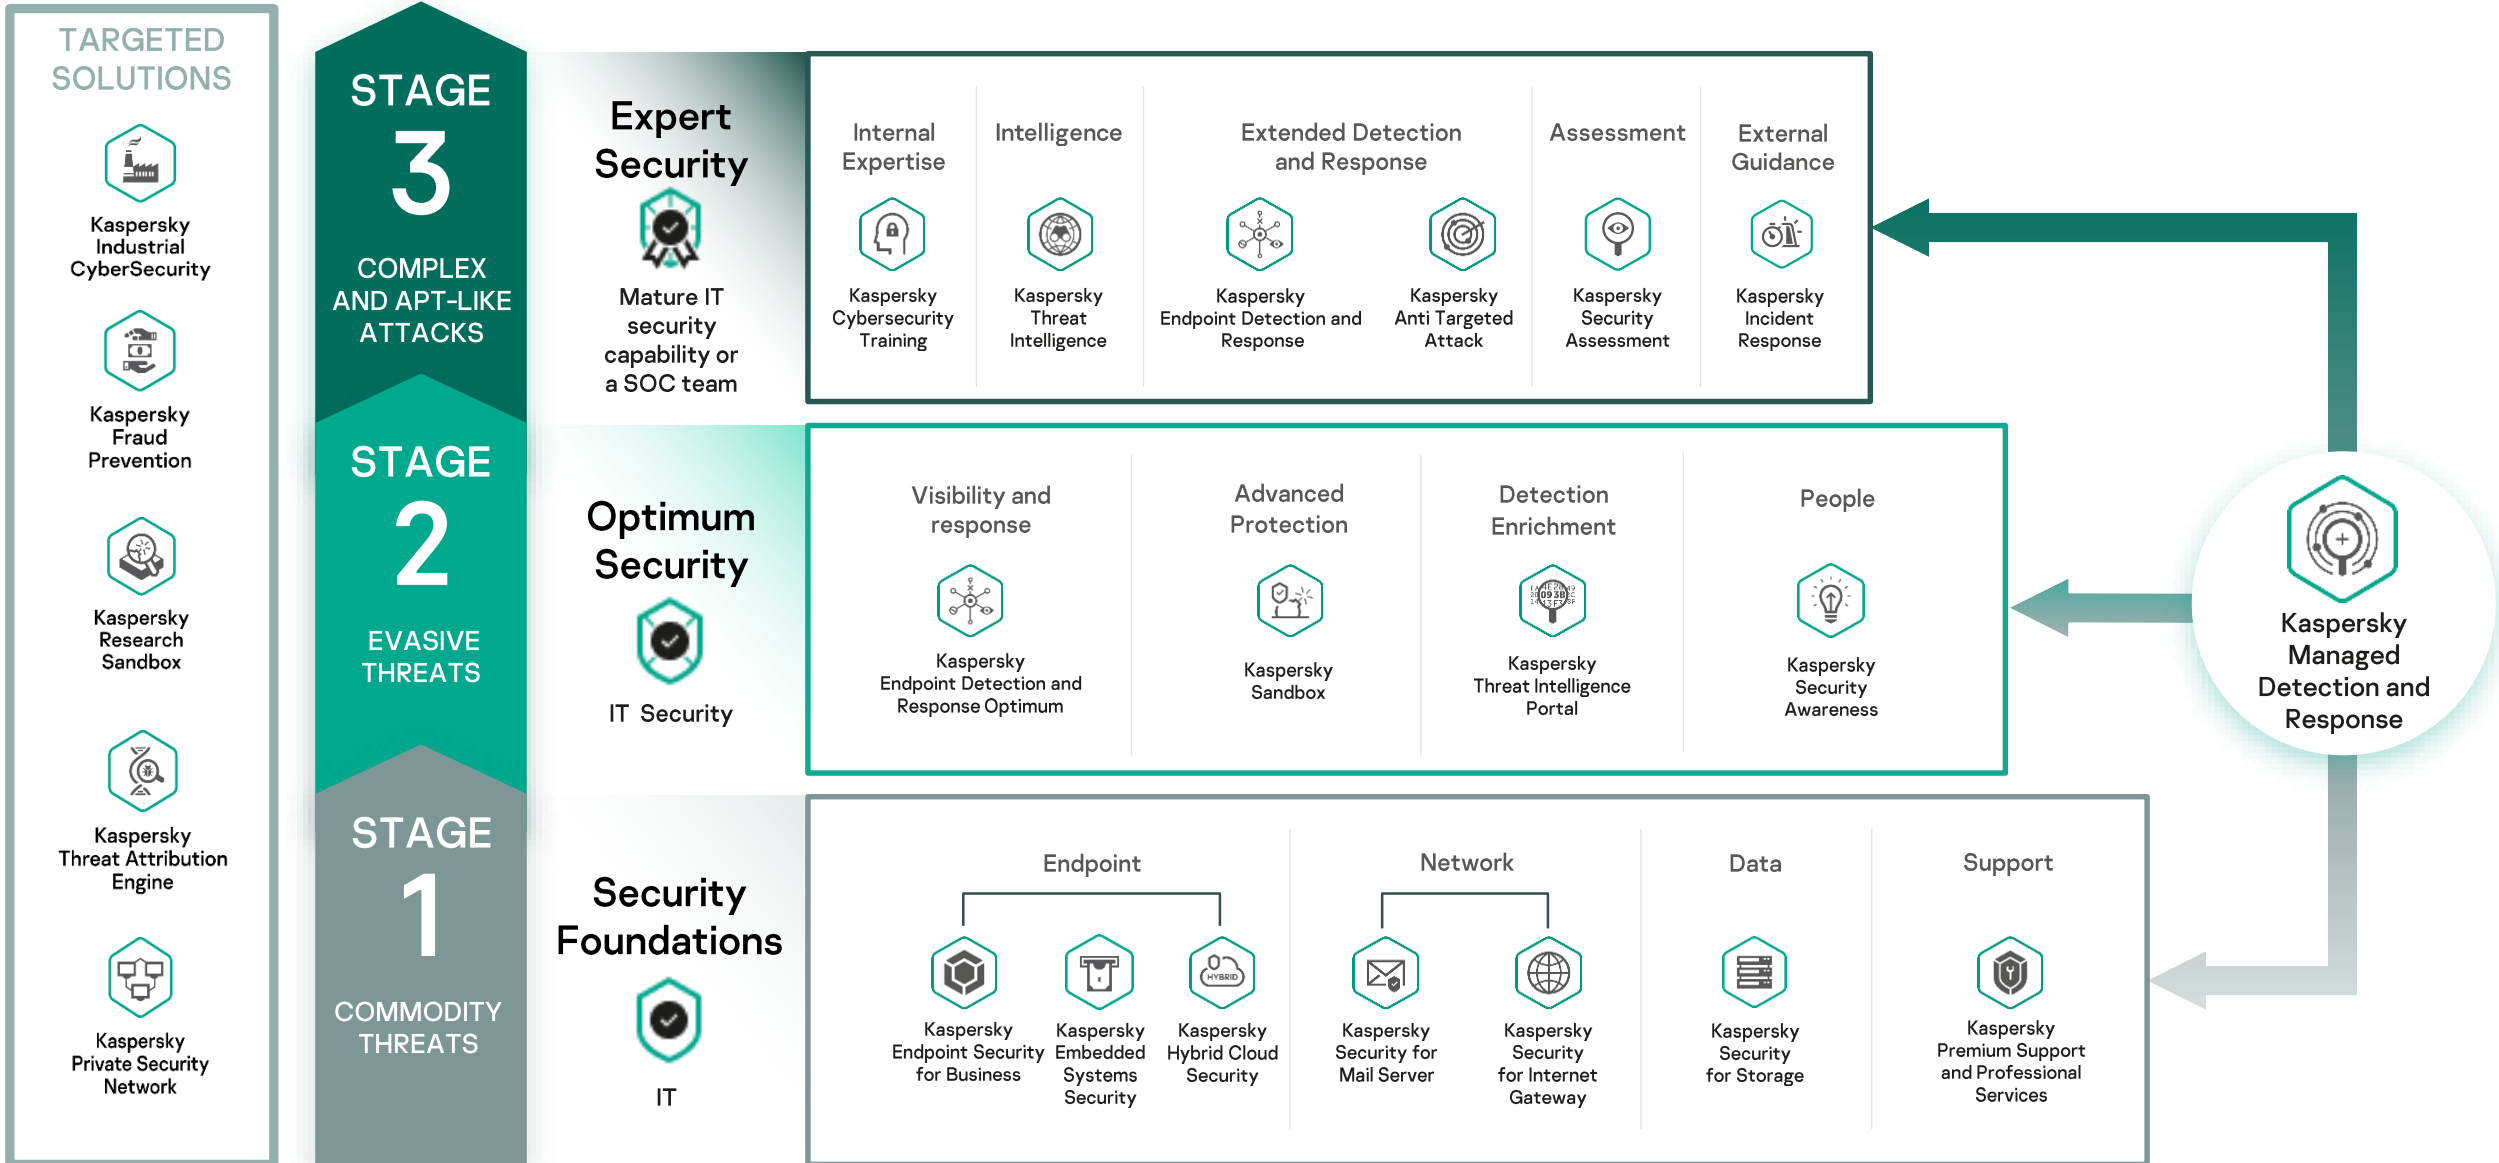 TARGETED
SOLUTIONS
Kaspersky
Industrial
CyberSecurity
Kaspersky
Fraud
Prevention
Kaspersky
Research
Sandbox
Kaspersky
Threat Attribution
Engine
Kaspersky
Private Security
Network
STAGE
3
COMPLEX
AND APT-LIKE
ATTACKS
Expert
Security
Mature IT
security
capability or
a SOC team
Internal
Expertise
Kaspersky
Cybersecurity
Training
Intelligence
Kaspersky
Threat
Intelligence
Extended Detection
and Response
Kaspersky
Endpoint Detection and
Response
Kaspersky
Anti Targeted
Attack
Assessment
Kaspersky
Security
Assessment
External
Guidance
Kaspersky
Incident
Response
STAGE
2
EVASIVE
THREATS
Optimum
Security
IT Security
Visibility and
response
Kaspersky
Endpoint Detection and
Response Optimum
Advanced
Protection
Kaspersky
Sandbox
Detection
Enrichment
093B
Kaspersky
Threat Intelligence
Portal
People
Kaspersky
Security
Awareness
STAGE
1
COMMODITY
THREATS
Security
Foundations
IT
Endpoint
Kaspersky
Endpoint Security
for Business
Kaspersky
Embedded
Systems
Security
HYBRID
Kaspersky
Hybrid Cloud
Security
Network
Kaspersky
Security for
Mail Server
Kaspersky
Security
for Internet
Gateway
Data
Kaspersky
Security
for Storage
Support
Kaspersky
Premium Support
and Professional
Services
Kaspersky
Managed
Detection and
Response